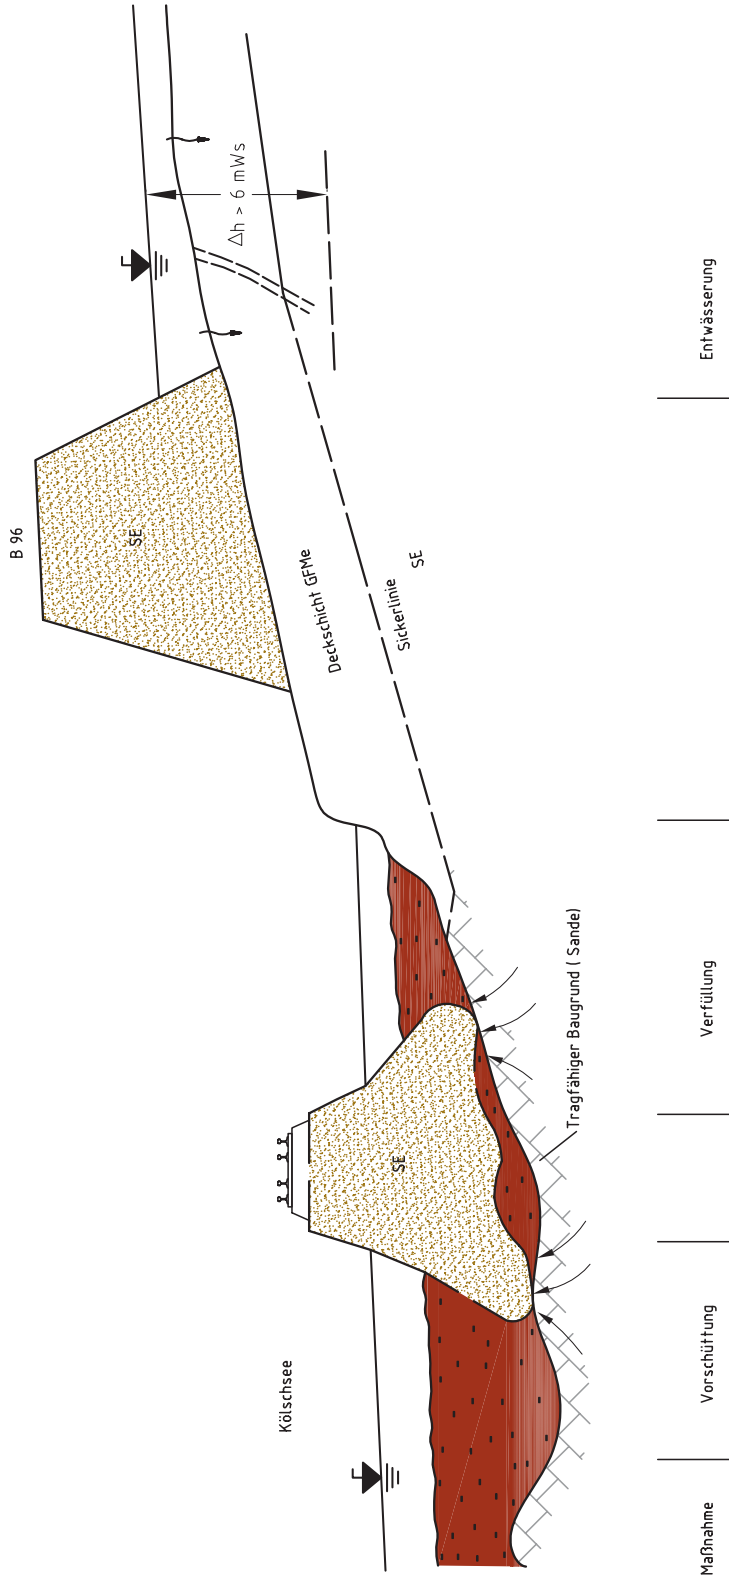 B 96
SE
Δh > 6 mWs
Deckschicht GFMe
Sickerlinie
SE
Tragfähiger Baugrund ( Sande)
SE
Kölschsee
Maßnahme
Vorschüttung
Verfüllung
Entwässerung